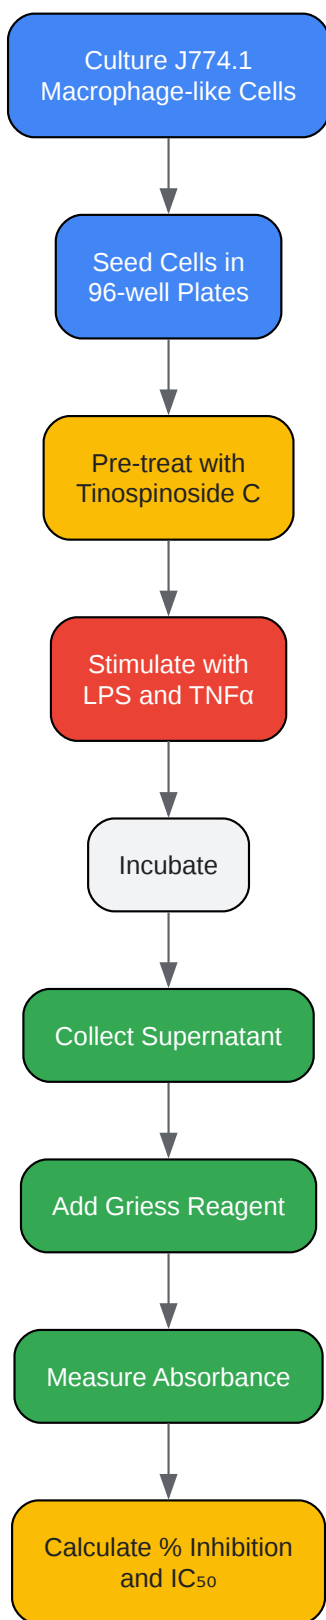 Culture J774.1
Macrophage-like Cells
Seed Cells in
96-well Plates
Pre-treat with
Tinospinoside C
Stimulate with
LPS and TNFα
Incubate
Collect Supernatant
Add Griess Reagent
Measure Absorbance
Calculate % Inhibition
and IC₅₀